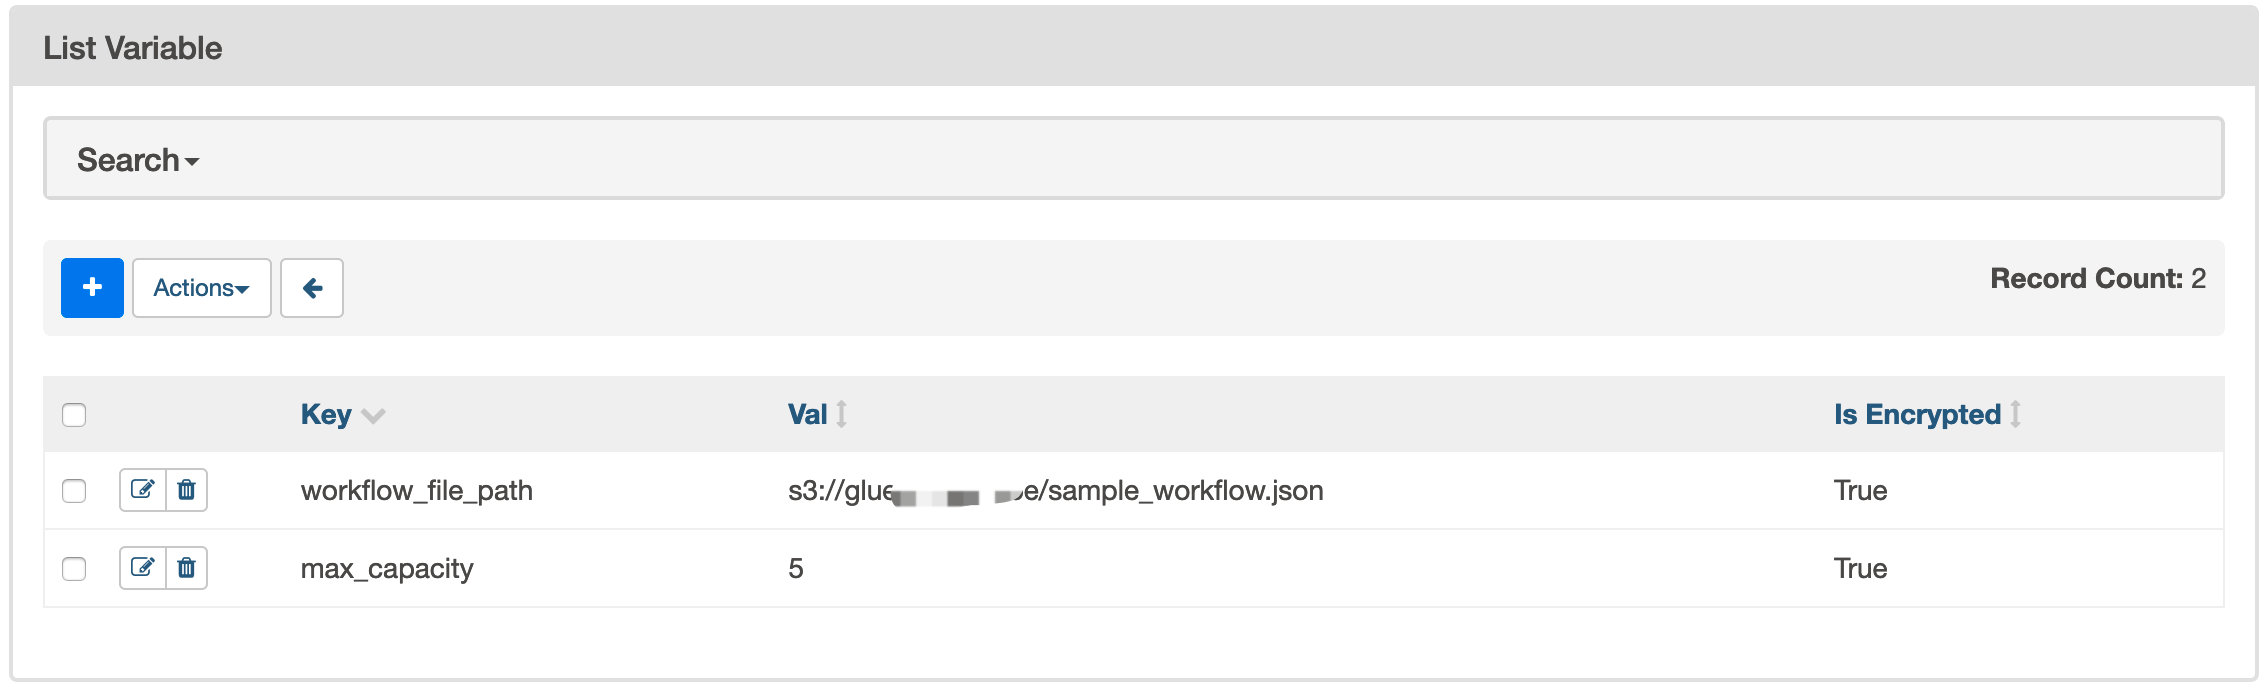 List Variable
Search
Actions
Record Count: 2
Key Val Is Encrypted
workflow_file_path s3://glue e/sample_workflow.json True
max_capacity 5 True